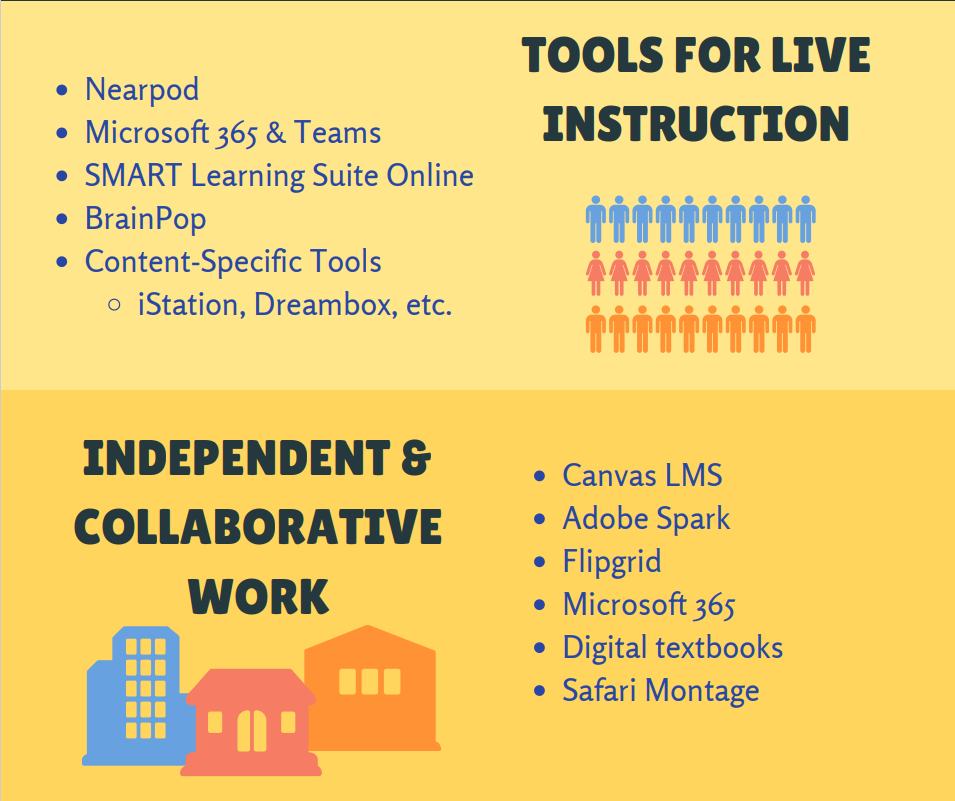 TOOLS FOR LIVE
INSTRUCTION
• Nearpod
• Microsoft 365 & Teams
• SMART Learning Suite Online
• BrainPop
• Content-Specific Tools
○ iStation, Dreambox, etc.
INDEPENDENT &
COLLABORATIVE
WORK
• Canvas LMS
• Adobe Spark
• Flipgrid
• Microsoft 365
• Digital textbooks
• Safari Montage